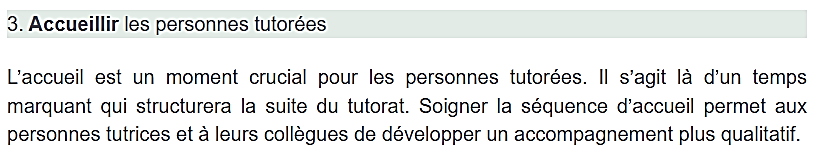 3. Accueillir les personnes tutorées
L’accueil est un moment crucial pour les personnes tutorées. Il s’agit là d’un temps
marquant qui structurera la suite du tutorat. Soigner la séquence d’accueil permet aux
personnes tutrices et à leurs collègues de développer un accompagnement plus qualitatif.